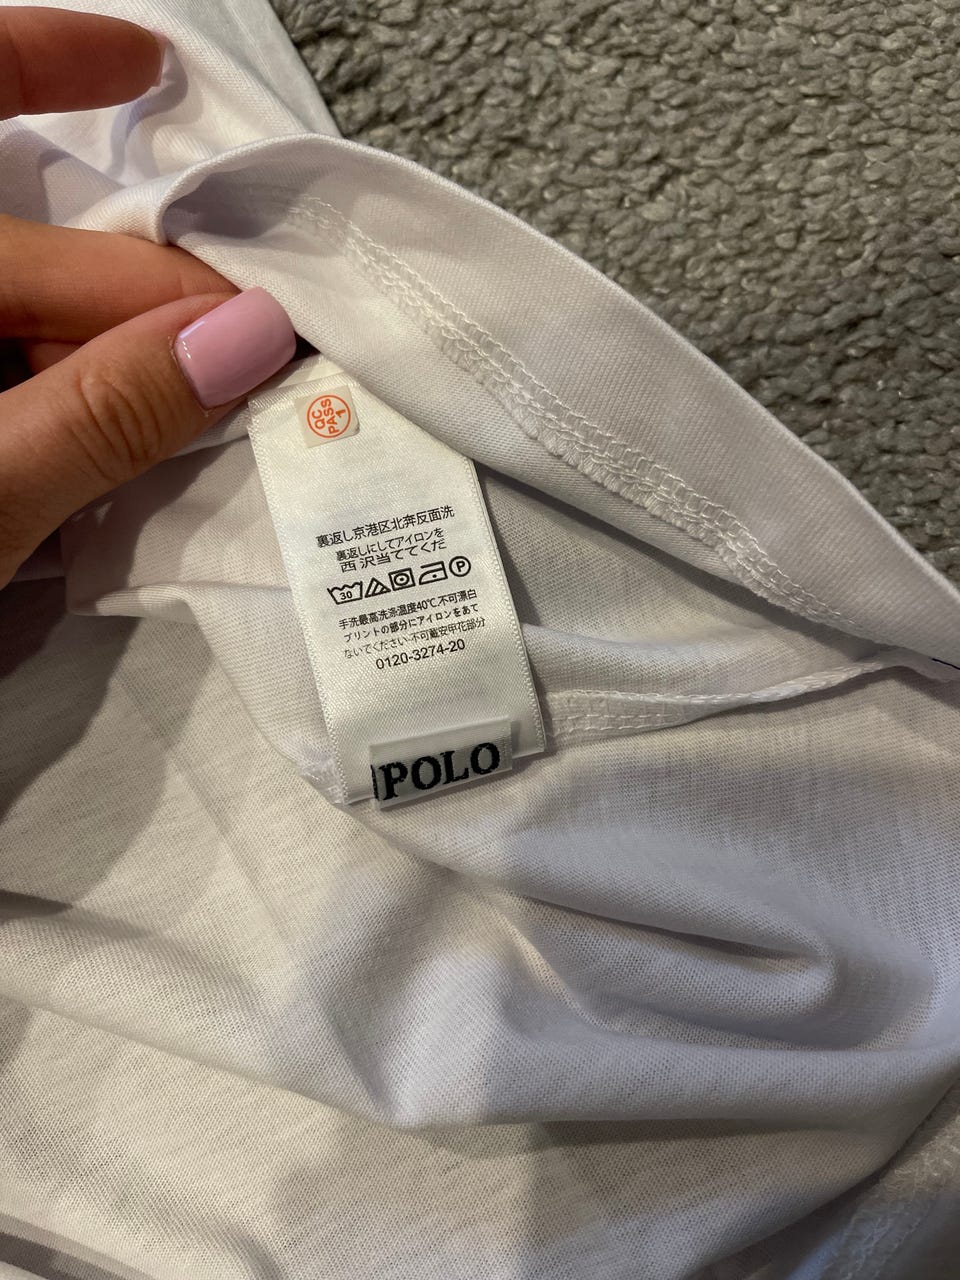 QC
PASS
1
裏返し京港区北奔反面洗
裏返しにしてアイロンを
西沢当ててくだ
30 P
手洗最高洗涤温度40℃.不可漂白
プリントの部分にアイロンをあて
ないでください不可戴安甲花部分
0120-3274-20
POLO